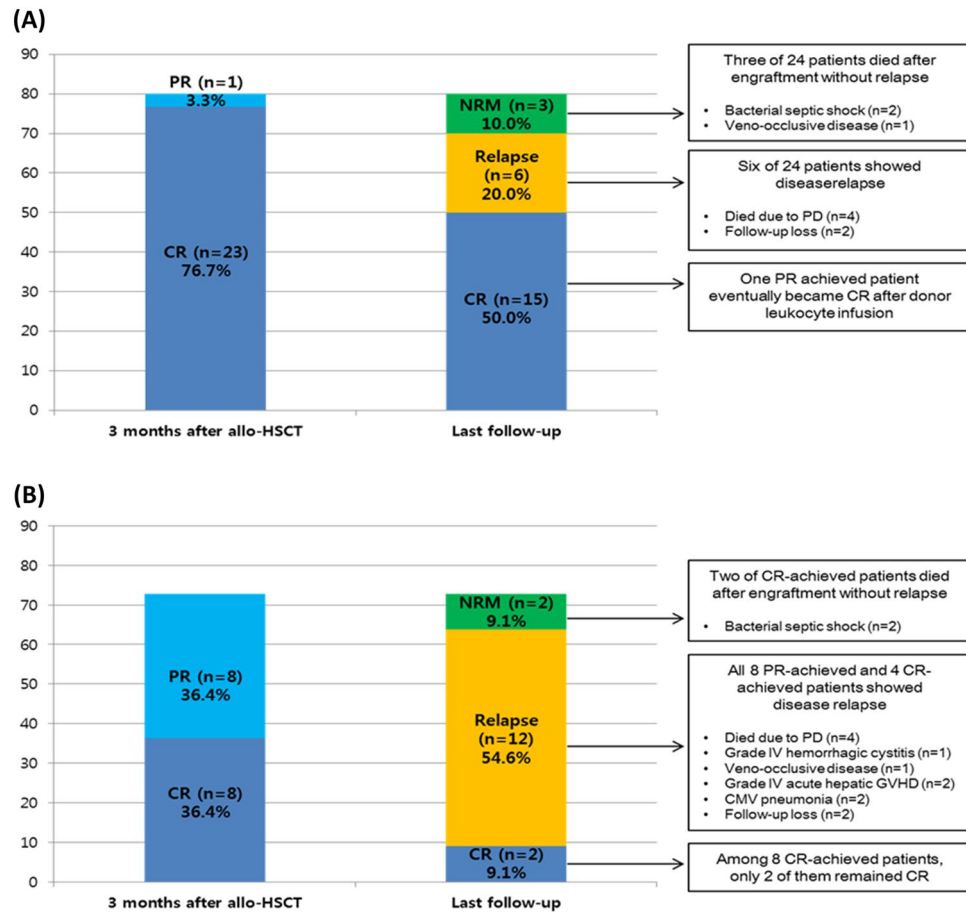 (A)
90
80
70
60
50
40
30
20
10
0
PR (n=1)
3.3%
CR (n=23)
76.7%
NRM (n=3)
10.0%
Relapse
(n=6)
20.0%
CR (n=15)
50.0%
3 months after allo-HSCT
Last follow-up
Three of 24 patients died after
engraftment without relapse
• Bacterial septic shock (n=2)
• Veno-occlusive disease (n=1)
Six of 24 patients showed
diseaserelapse
• Died due to PD (n=4)
• Follow-up loss (n=2)
One PR achieved patient
eventually became CR after donor
leukocyte infusion
(B)
90
80
70
60
50
40
30
20
10
0
PR (n=8)
36.4%
CR (n=8)
36.4%
NRM (n=2)
9.1%
Relapse
(n=12)
54.6%
CR (n=2)
9.1%
3 months after allo-HSCT
Last follow-up
Two of CR-achieved patients died
after engraftment without relapse
• Bacterial septic shock (n=2)
All 8 PR-achieved and 4 CR-
achieved patients showed
disease relapse
• Died due to PD (n=4)
• Grade IV hemorrhagic cystitis (n=1)
• Veno-occlusive disease (n=1)
• Grade IV acute hepatic GVHD (n=2)
• CMV pneumonia (n=2)
• Follow-up loss (n=2)
Among 8 CR-achieved patients,
only 2 of them remained CR